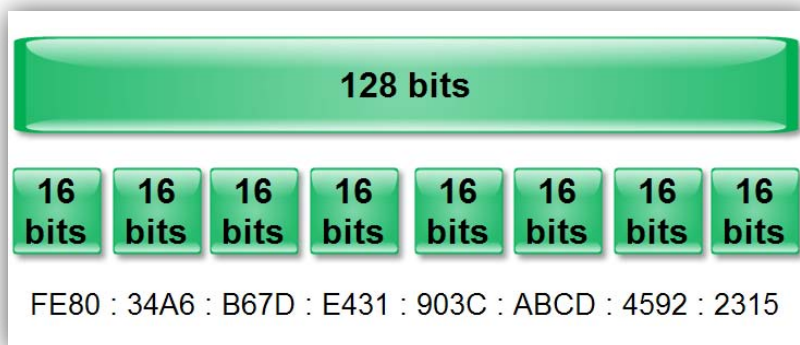 128 bits
16 bits 16 bits 16 bits 16 bits 16 bits 16 bits 16 bits 16 bits
FE80 : 34A6 : B67D : E431 : 903C : ABCD : 4592 : 2315